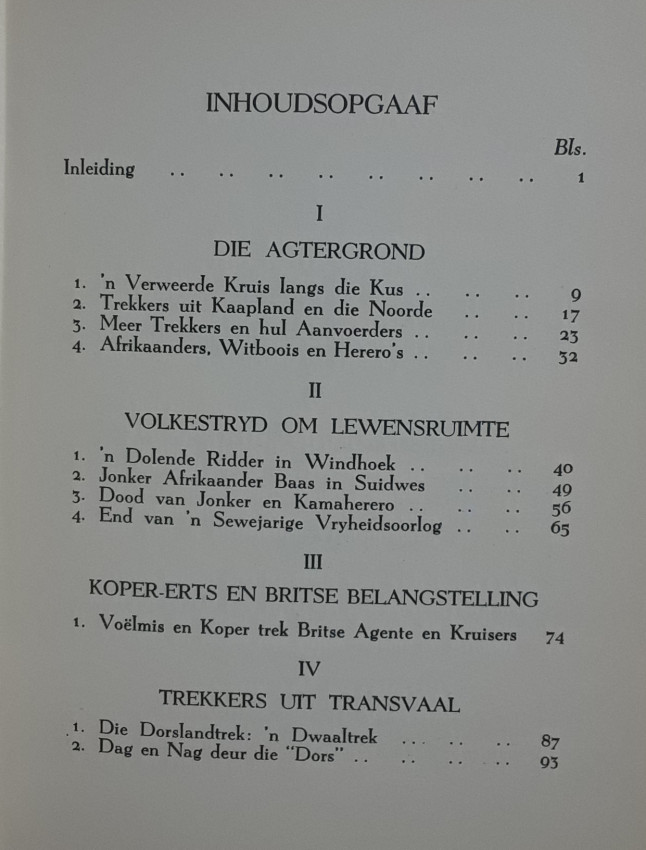 INHOUDSOPGAAF
Bls.
Inleiding .. .. .. .. .. .. .. .. 1
I
DIE AGTERGROND
1. 'n Verweerde Kruis langs die Kus .. .. .. 9
2. Trekkers uit Kaapland en die Noorde .. .. 17
3. Meer Trekkers en hul Aanvoerders .. .. .. 23
4. Afrikaanders, Witboois en Herero's .. .. .. 32
II
VOLKESTRYD OM LEWENSRUIMTE
1. 'n Dolende Ridder in Windhoek .. .. .. 40
2. Jonker Afrikaander Baas in Suidwes .. .. 49
3. Dood van Jonker en Kamaherero .. .. .. 56
4. End van 'n Sewejarige Vryheidsoorlog .. .. 65
III
KOPER-ERTS EN BRITSE BELANGSTELLING
1. Voëlmis en Koper trek Britse Agente en Kruisers 74
IV
TREKKERS UIT TRANSVAAL
1. Die Dorslandtrek: 'n Dwaaltrek ... .. .. 87
2. Dag en Nag deur die "Dors" .. .. .. .. 93